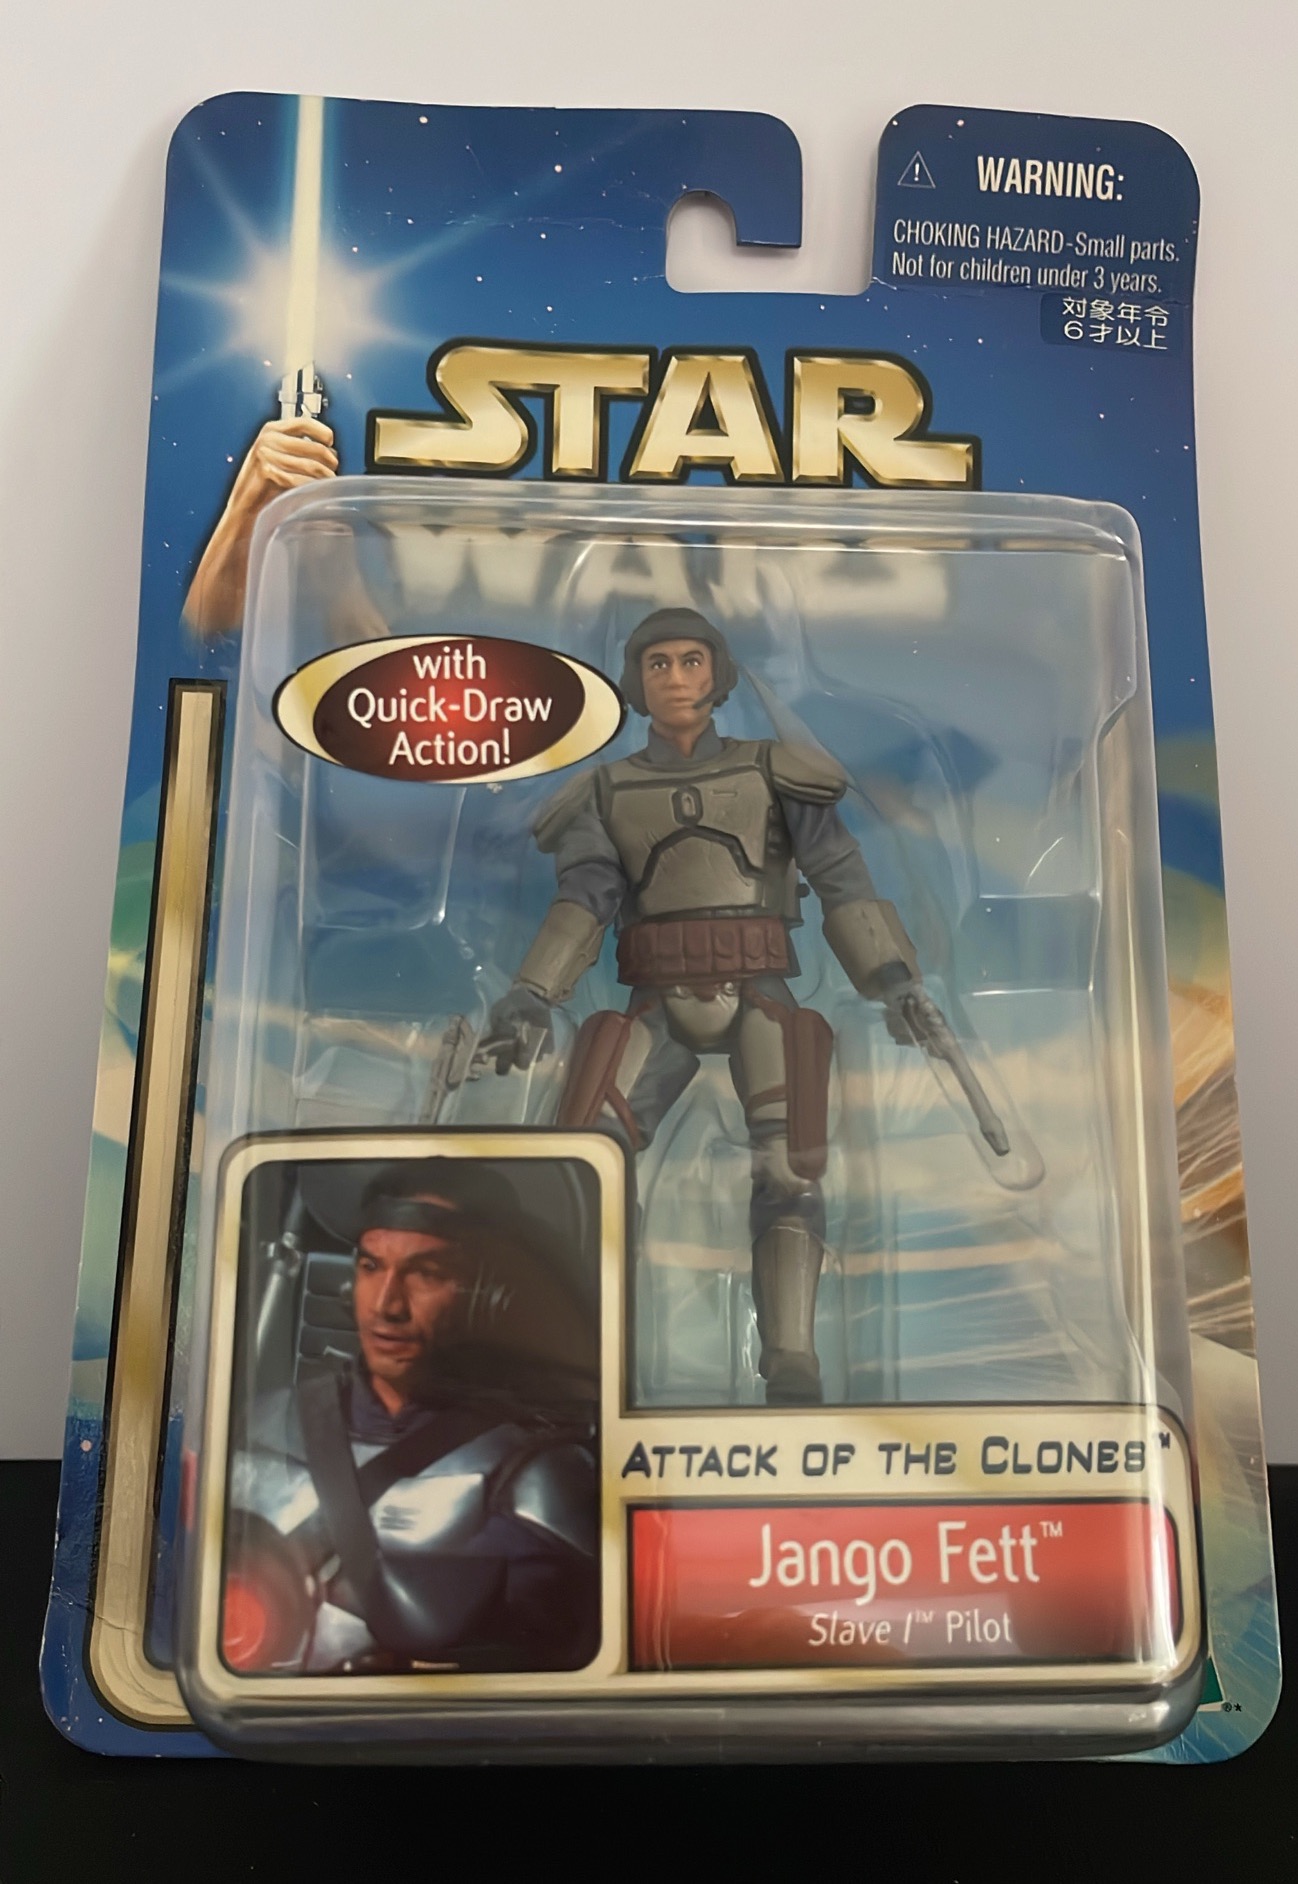 WARNING:
CHOKING HAZARD-Small parts.
Not for children under 3 years.
対象年令
6才以上
STAR
WARS
with
Quick-Draw
Action!
ATTACK OF THE CLONES™
Jango Fett™
Slave I™ Pilot
®*